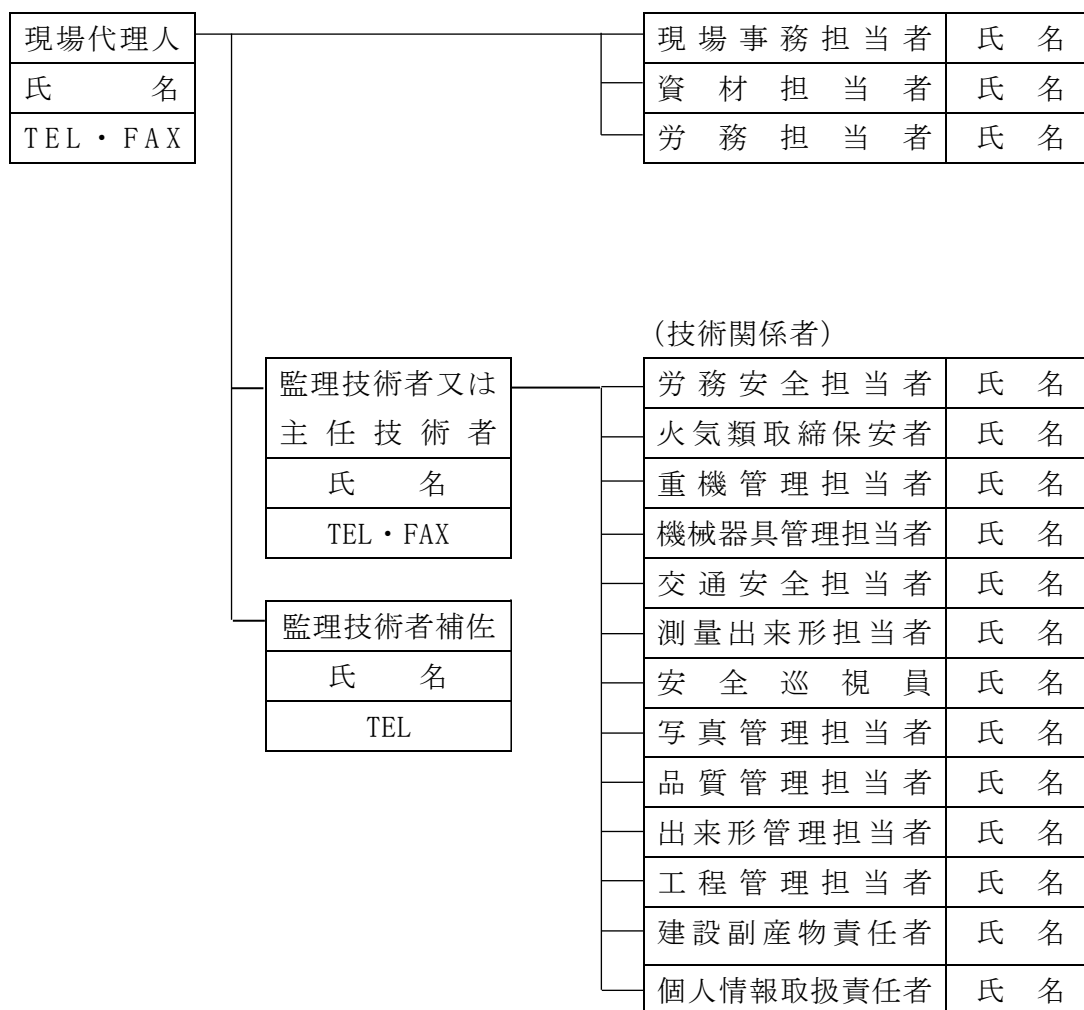 現場代理人
氏名
TEL・FAX
現場事務担当者 氏名
資材担当者 氏名
労務担当者 氏名
(技術関係者)
監理技術者又は
主任技術者
氏名
TEL・FAX
監理技術者補佐
氏名
TEL
労務安全担当者 氏名
火気類取締保安者 氏名
重機管理担当者 氏名
機械器具管理担当者 氏名
交通安全担当者 氏名
測量出来形担当者 氏名
安全巡視員 氏名
写真管理担当者 氏名
品質管理担当者 氏名
出来形管理担当者 氏名
工程管理担当者 氏名
建設副産物責任者 氏名
個人情報取扱責任者 氏名